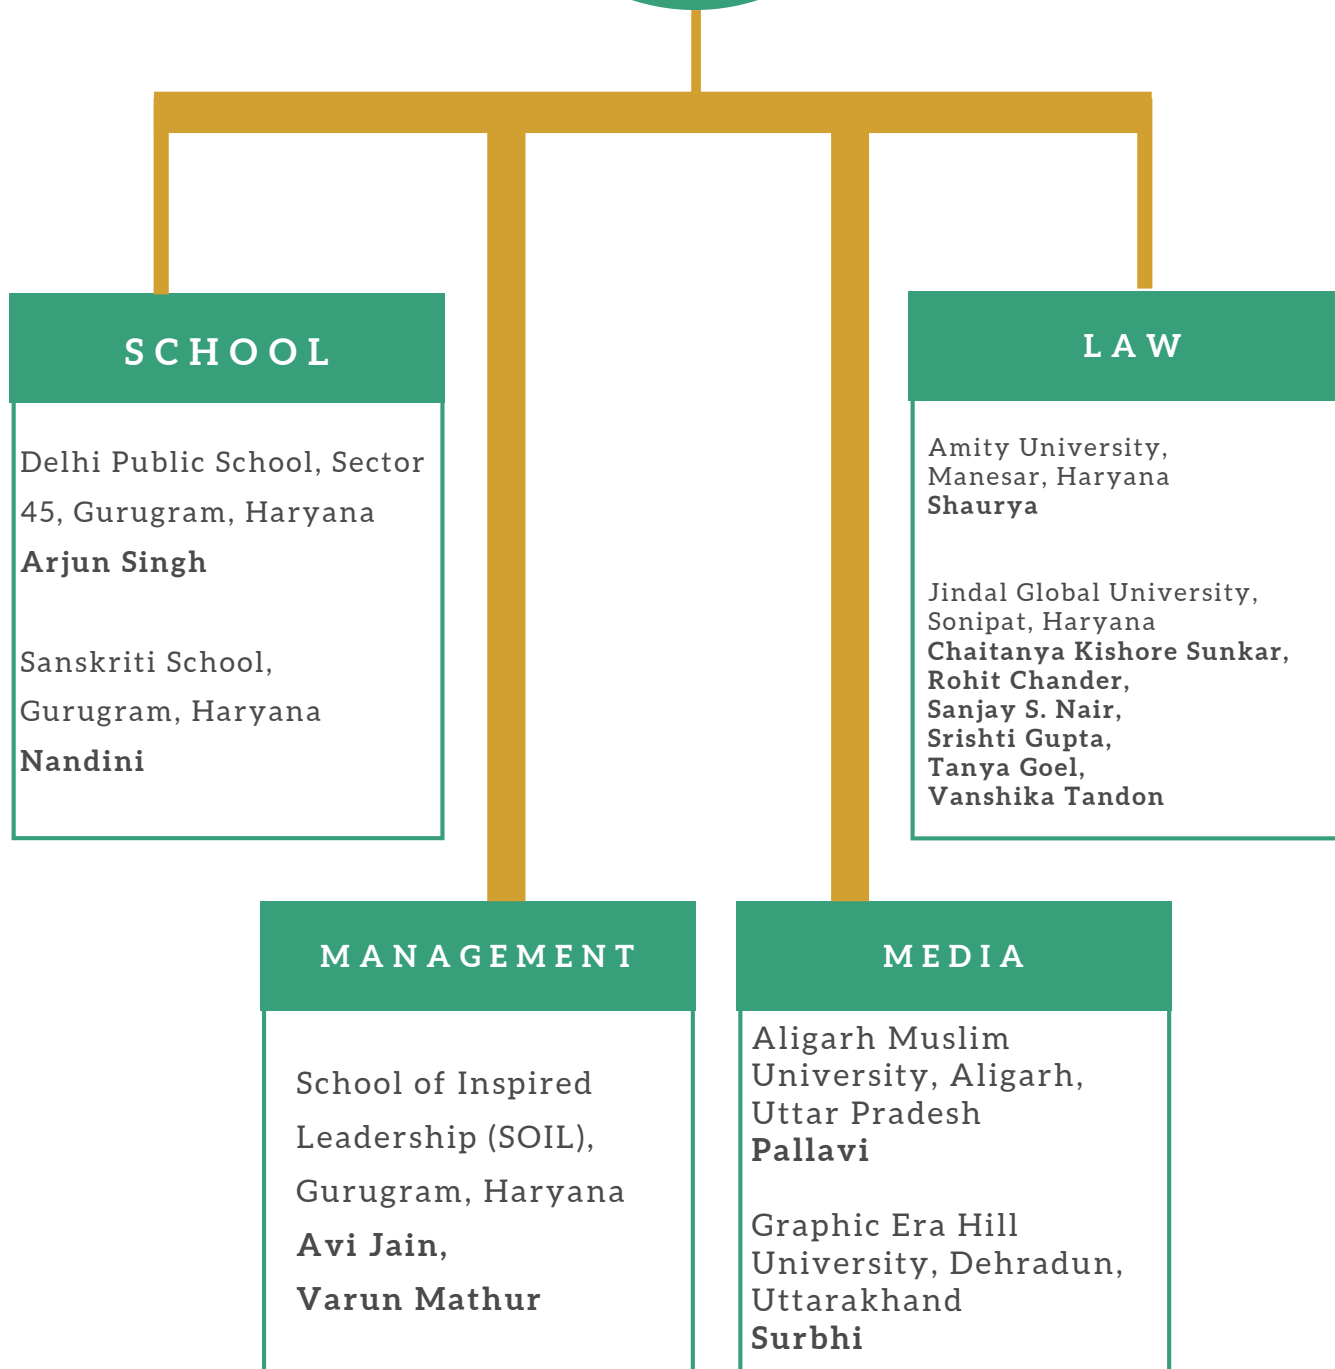 SCHOOL
Delhi Public School, Sector
45, Gurugram, Haryana
Arjun Singh
Sanskriti School,
Gurugram, Haryana
Nandini
LAW
Amity University,
Manesar, Haryana
Shaurya
Jindal Global University,
Sonipat, Haryana
Chaitanya Kishore Sunkar,
Rohit Chander,
Sanjay S. Nair,
Srishti Gupta,
Tanya Goel,
Vanshika Tandon
MANAGEMENT
School of Inspired
Leadership (SOIL),
Gurugram, Haryana
Avi Jain,
Varun Mathur
MEDIA
Aligarh Muslim
University, Aligarh,
Uttar Pradesh
Pallavi
Graphic Era Hill
University, Dehradun,
Uttarakhand
Surbhi